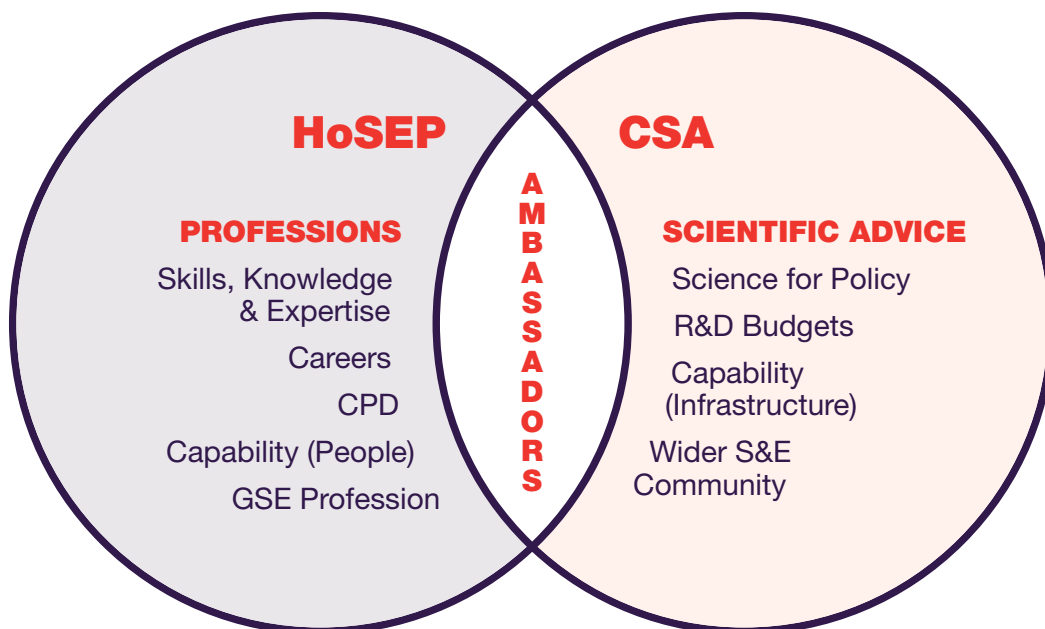 HoSEP
PROFESSIONS
Skills, Knowledge
& Expertise
Careers
CPD
Capability (People)
GSE Profession
AMBASSADORS
CSA
SCIENTIFIC ADVICE
Science for Policy
R&D Budgets
Capability
(Infrastructure)
Wider S&E
Community